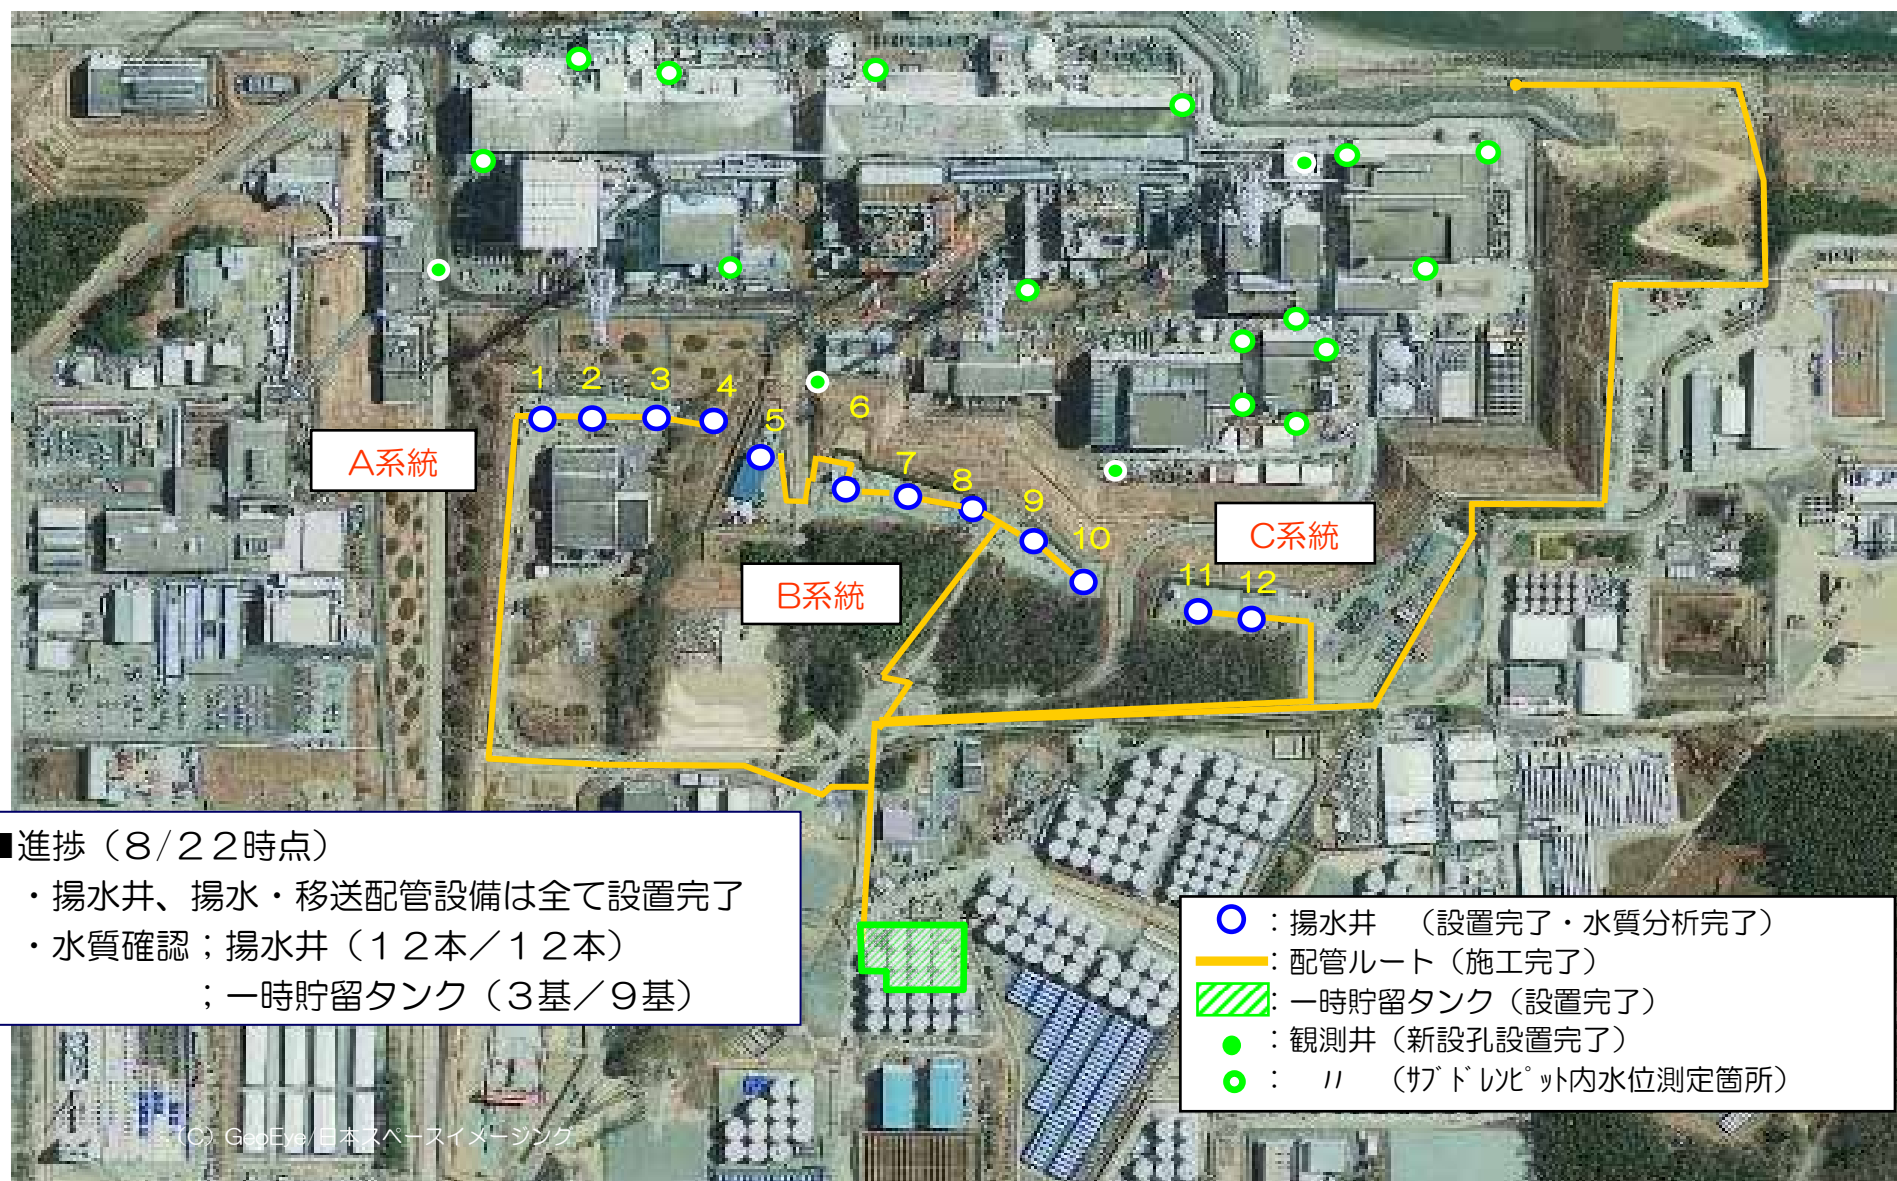 1 2 3 4
5 6
7 8 9 10
11 12
A系統
B系統
C系統
■進捗（８/２２時点）
・揚水井、揚水・移送配管設備は全て設置完了
・水質確認；揚水井（１２本／１２本）
；一時貯留タンク（３基／９基）
：揚水井　（設置完了・水質分析完了）
：配管ルート（施工完了）
：一時貯留タンク（設置完了）
：観測井（新設孔設置完了）
：　〃　（ｻﾌﾞﾄﾞﾚﾝﾋﾟｯﾄ内水位測定箇所）
(C) GeoEye/日本スペースイメージング